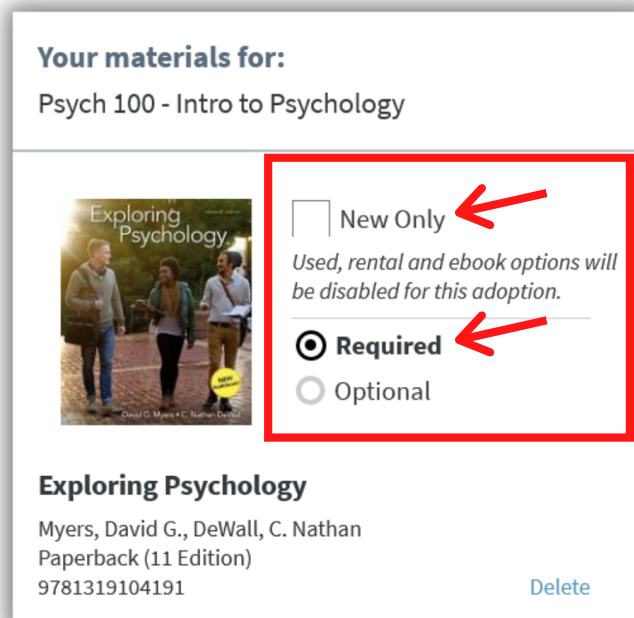 Your materials for:
Psych 100 - Intro to Psychology
Exploring
Psychology
NEW
David G. Myers • C. Nathan DeWall
New Only
Used, rental and ebook options will
be disabled for this adoption.
Required
Optional
Exploring Psychology
Myers, David G., DeWall, C. Nathan
Paperback (11 Edition)
9781319104191
Delete